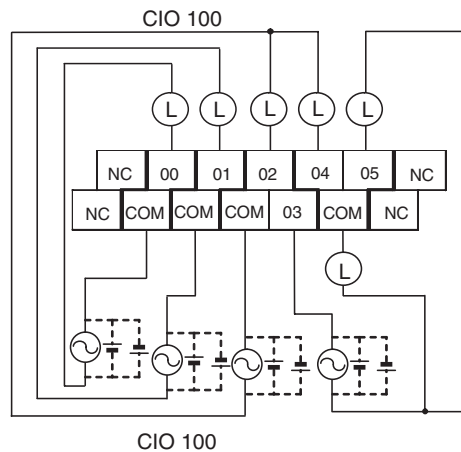 CIO 100
L L L L L
NC 00 01 02 04 05 NC
NC COM COM COM 03 COM NC
L
CIO 100